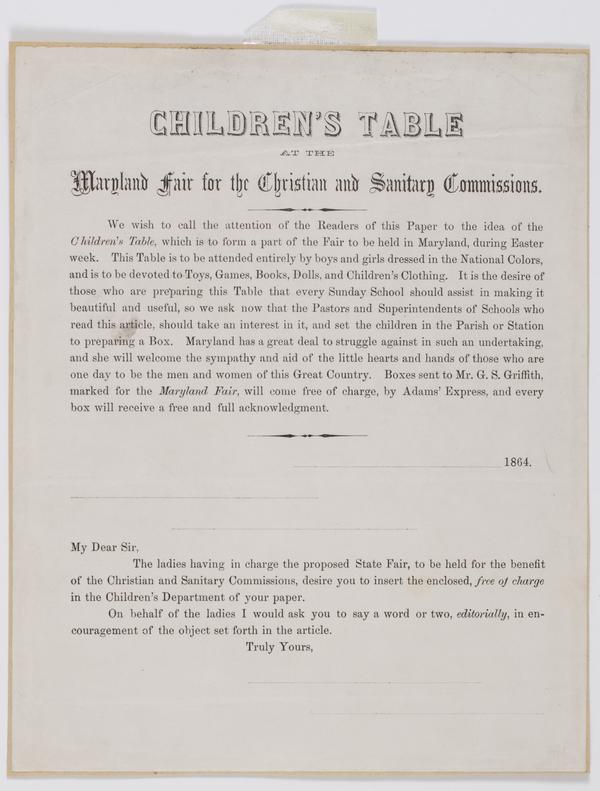 CHILDREN'S TABLE
AT THE
Maryland Fair for the Christian and Sanitary Commissions.
We wish to call the attention of the Readers of this Paper to the idea of the
Children's Table, which is to form a part of the Fair to be held in Maryland, during Easter
week. This Table is to be attended entirely by boys and girls dressed in the National Colors,
and is to be devoted to Toys, Games, Books, Dolls, and Children's Clothing. It is the desire of
those who are preparing this Table that every Sunday School should assist in making it
beautiful and useful, so we ask now that the Pastors and Superintendents of Schools who
read this article, should take an interest in it, and set the children in the Parish or Station
to preparing a Box. Maryland has a great deal to struggle against in such an undertaking,
and she will welcome the sympathy and aid of the little hearts and hands of those who are
one day to be the men and women of this Great Country. Boxes sent to Mr. G. S. Griffith,
marked for the Maryland Fair, will come free of charge, by Adams' Express, and every
box will receive a free and full acknowledgment.
1864.
My Dear Sir,
The ladies having in charge the proposed State Fair, to be held for the benefit
of the Christian and Sanitary Commissions, desire you to insert the enclosed, free of charge
in the Children's Department of your paper.
On behalf of the ladies I would ask you to say a word or two, editorially, in en-
couragement of the object set forth in the article.
Truly Yours,